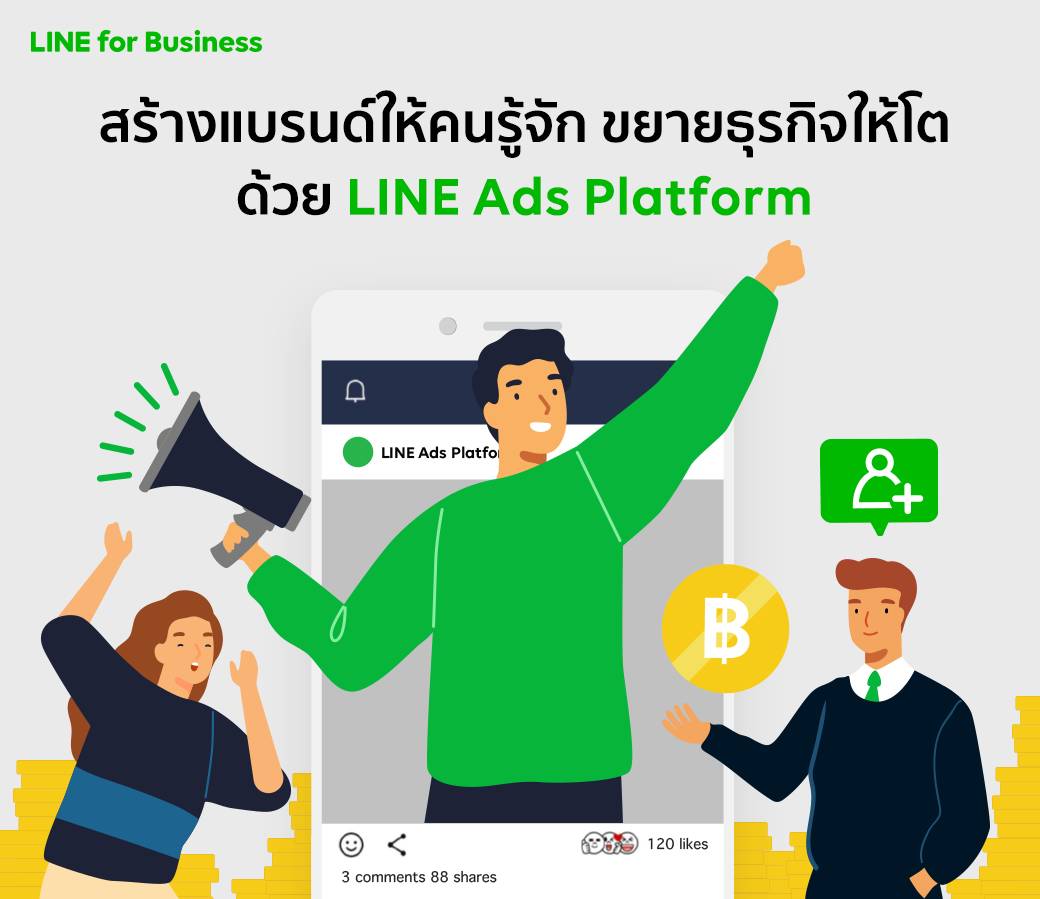 LINE for Business
สร้างแบรนด์ให้คนรู้จัก ขยายธุรกิจให้โต
ด้วย LINE Ads Platform
LINE Ads Platfo
฿
120 likes
3 comments 88 shares